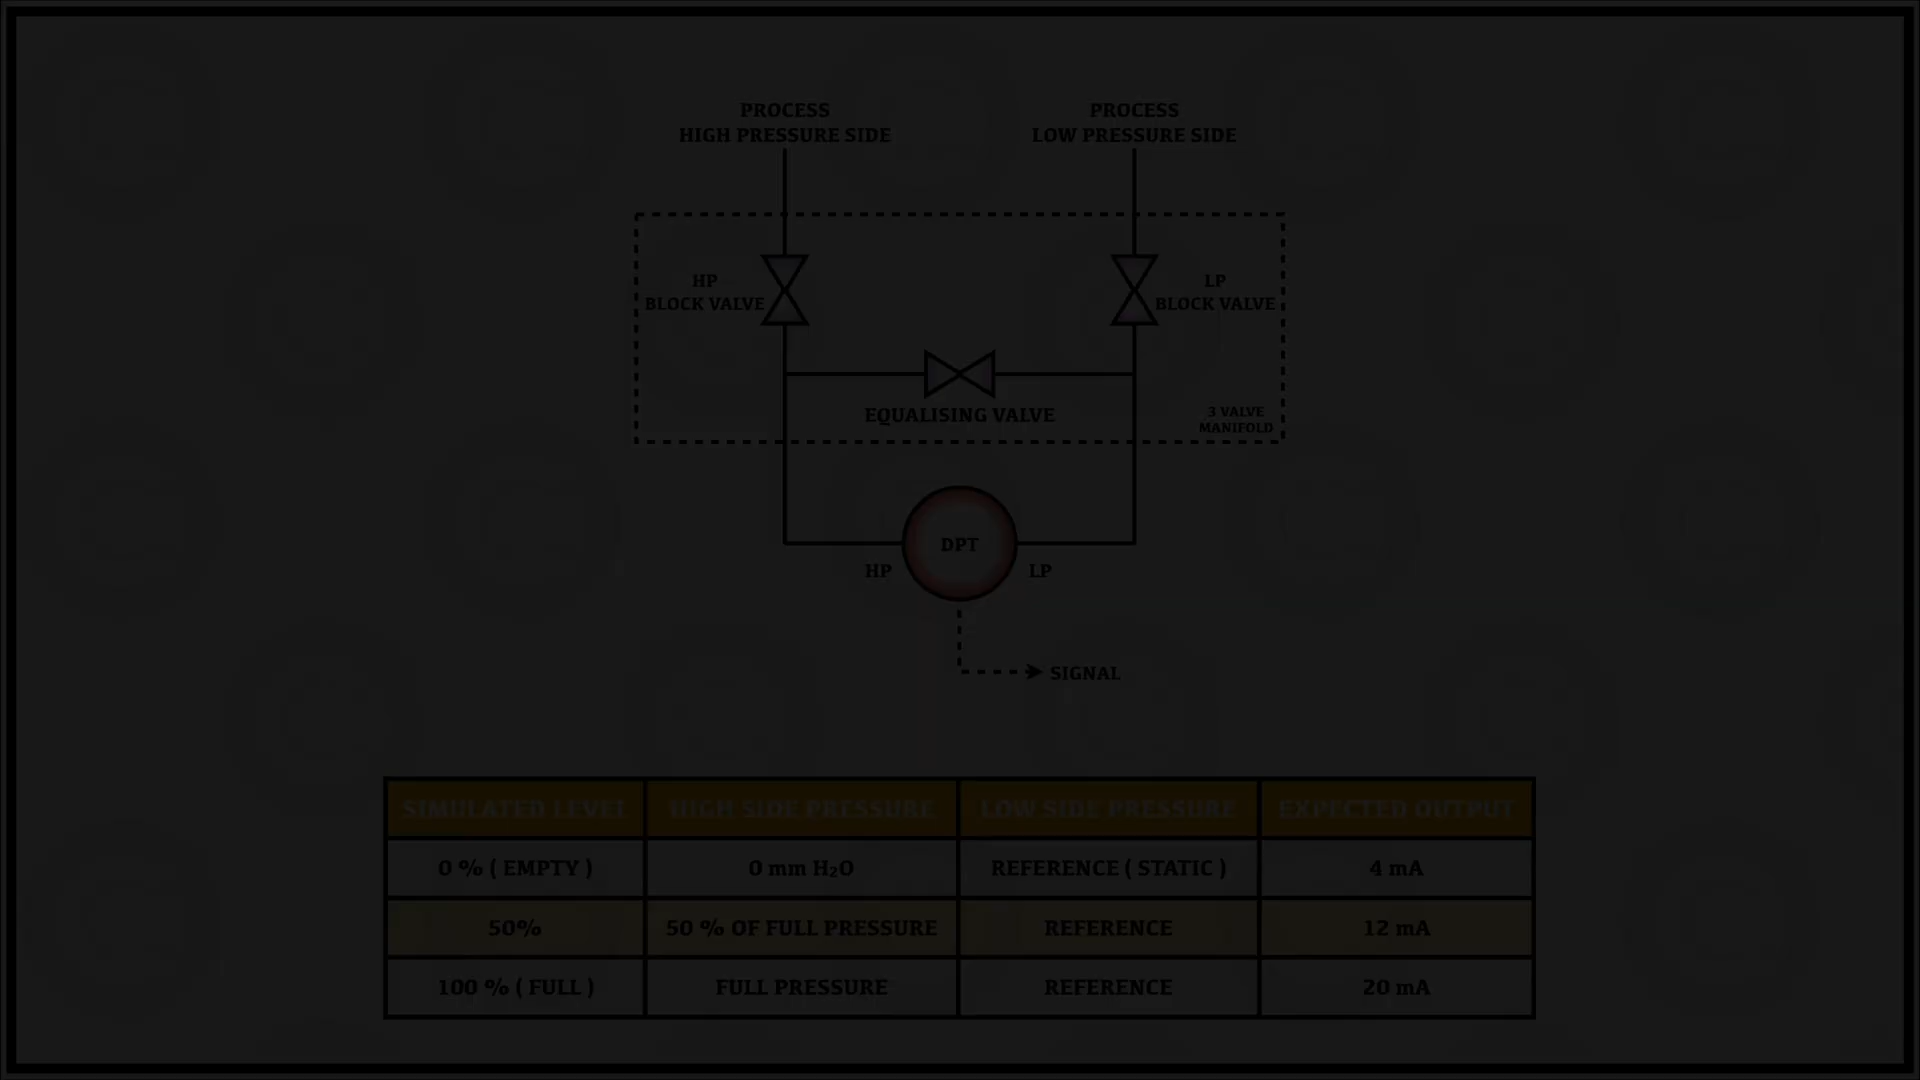 PROCESS
HIGH PRESSURE SIDE
PROCESS
LOW PRESSURE SIDE
HP
BLOCK VALVE
LP
BLOCK VALVE
EQUALISING VALVE
3 VALVE
MANIFOLD
DPT
HP
LP
SIGNAL
SIMULATED LEVEL HIGH SIDE PRESSURE LOW SIDE PRESSURE EXPECTED OUTPUT
0 % ( EMPTY ) 0 mm H₂O REFERENCE ( STATIC ) 4 mA
50% 50 % OF FULL PRESSURE REFERENCE 12 mA
100 % ( FULL ) FULL PRESSURE REFERENCE 20 mA